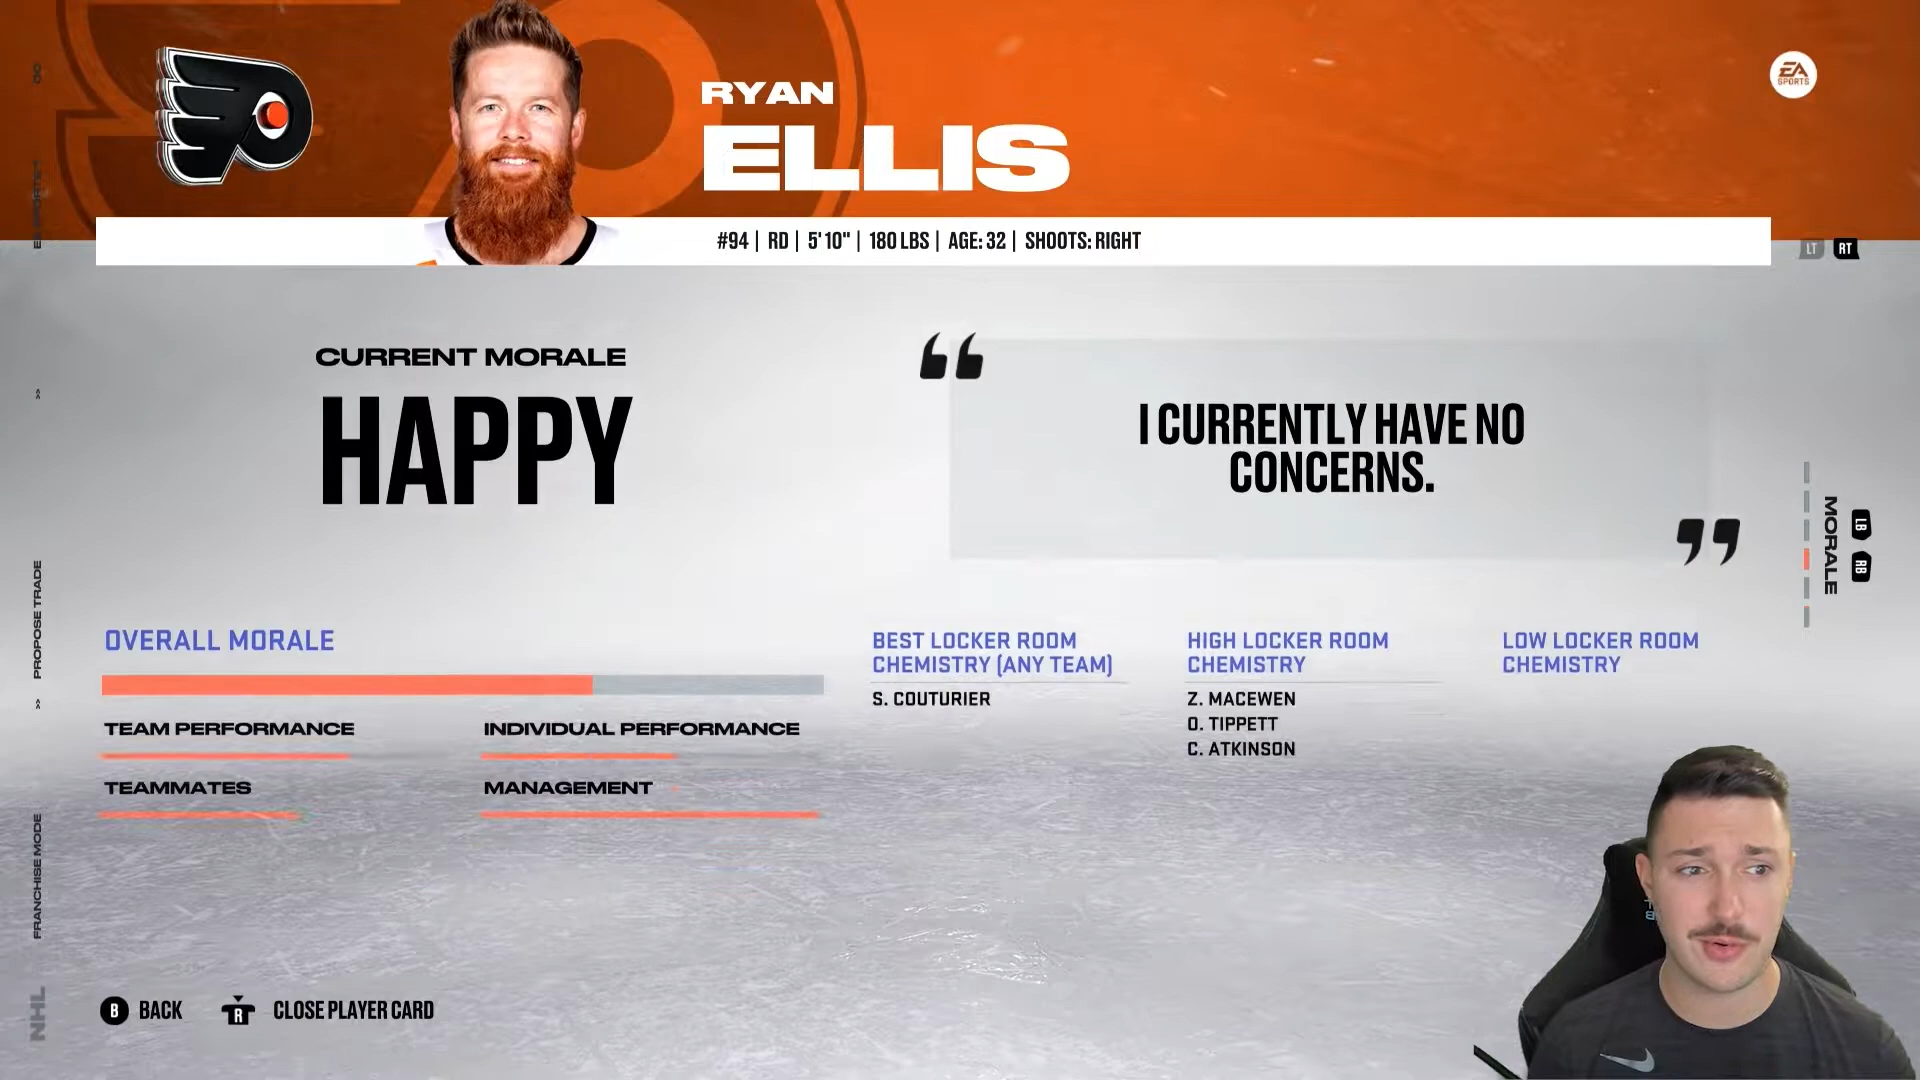 RYAN
ELLIS
EA
SPORTS
#94 | RD | 5'10" | 180 LBS | AGE: 32 | SHOOTS: RIGHT
LT RT
CURRENT MORALE
HAPPY
“
I CURRENTLY HAVE NO
CONCERNS.
”
MORALE
LB RB
OVERALL MORALE
TEAM PERFORMANCE
INDIVIDUAL PERFORMANCE
TEAMMATES
MANAGEMENT
BEST LOCKER ROOM
CHEMISTRY (ANY TEAM)
S. COUTURIER
HIGH LOCKER ROOM
CHEMISTRY
Z. MACEWEN
O. TIPPETT
C. ATKINSON
LOW LOCKER ROOM
CHEMISTRY
NHL FRANCHISE MODE >> PROPOSE TRADE >>
B BACK
R CLOSE PLAYER CARD